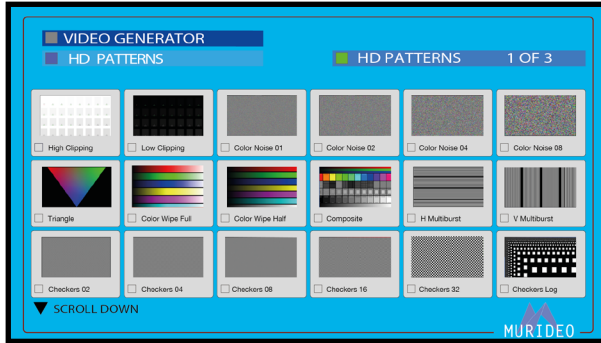 VIDEO GENERATOR
HD PATTERNS
HD PATTERNS 1 OF 3
High Clipping
Low Clipping
Color Noise 01
Color Noise 02
Color Noise 04
Color Noise 08
Triangle
Color Wipe Full
Color Wipe Half
Composite
H Multiburst
V Multiburst
Checkers 02
Checkers 04
Checkers 08
Checkers 16
Checkers 32
Checkers Log
SCROLL DOWN
MURIDEO